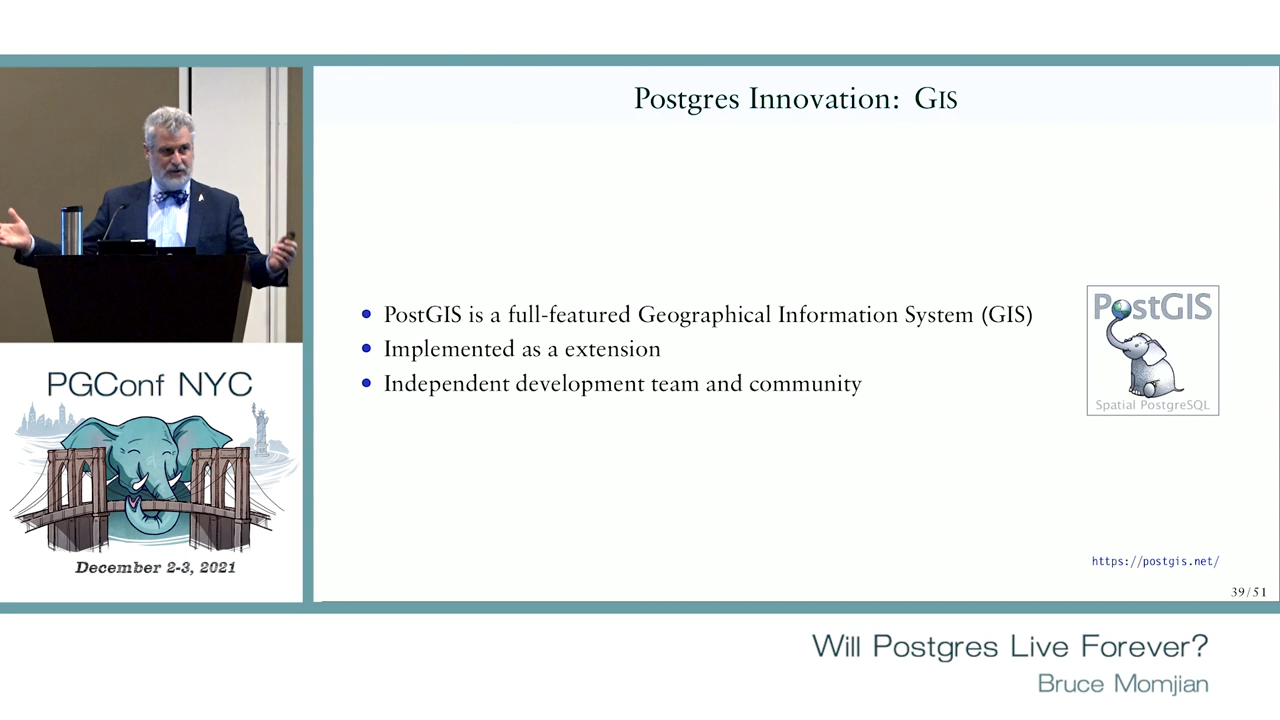 Postgres Innovation: GIS
PostGIS is a full-featured Geographical Information System (GIS)
Implemented as a extension
Independent development team and community
PostGIS
Spatial PostgreSQL
https://postgis.net/
39/51
PGConf NYC
December 2-3, 2021
Will Postgres Live Forever?
Bruce Momjian